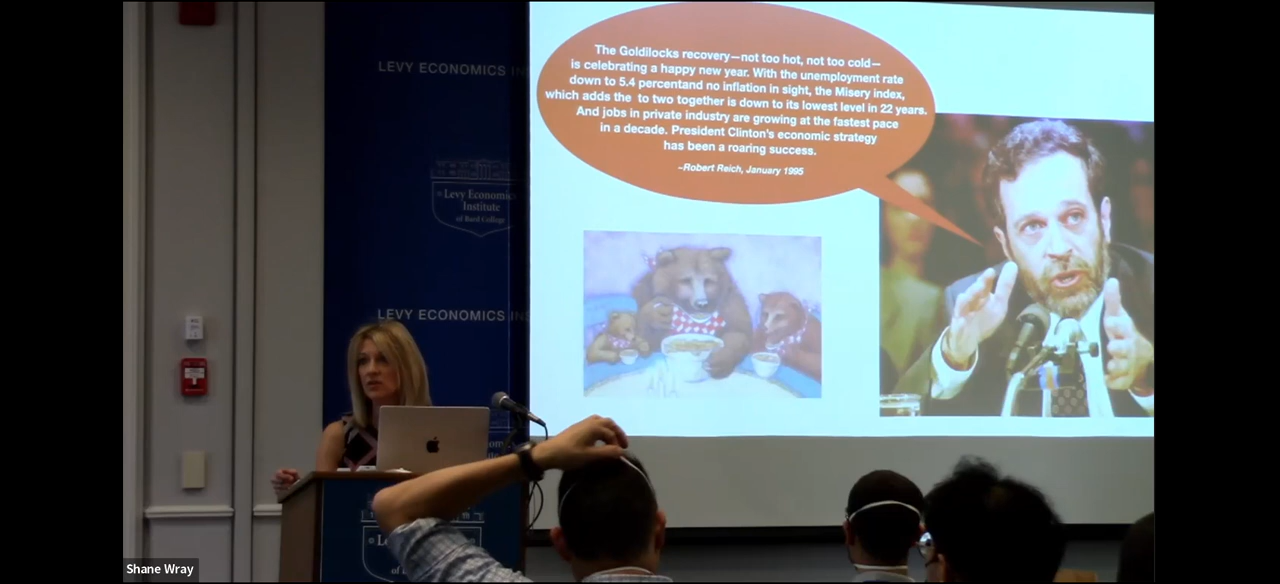 LEVY ECONOMICS IN
The Goldilocks recovery—not too hot, not too cold—
is celebrating a happy new year. With the unemployment rate
down to 5.4 percentand no inflation in sight, the Misery index,
which adds the to two together is down to its lowest level in 22 years.
And jobs in private industry are growing at the fastest pace
in a decade. President Clinton's economic strategy
has been a roaring success.
~Robert Reich, January 1995
Levy Economics
Institute
of Bard College
LEVY ECONOMICS INS
Le
of B
Shane Wray